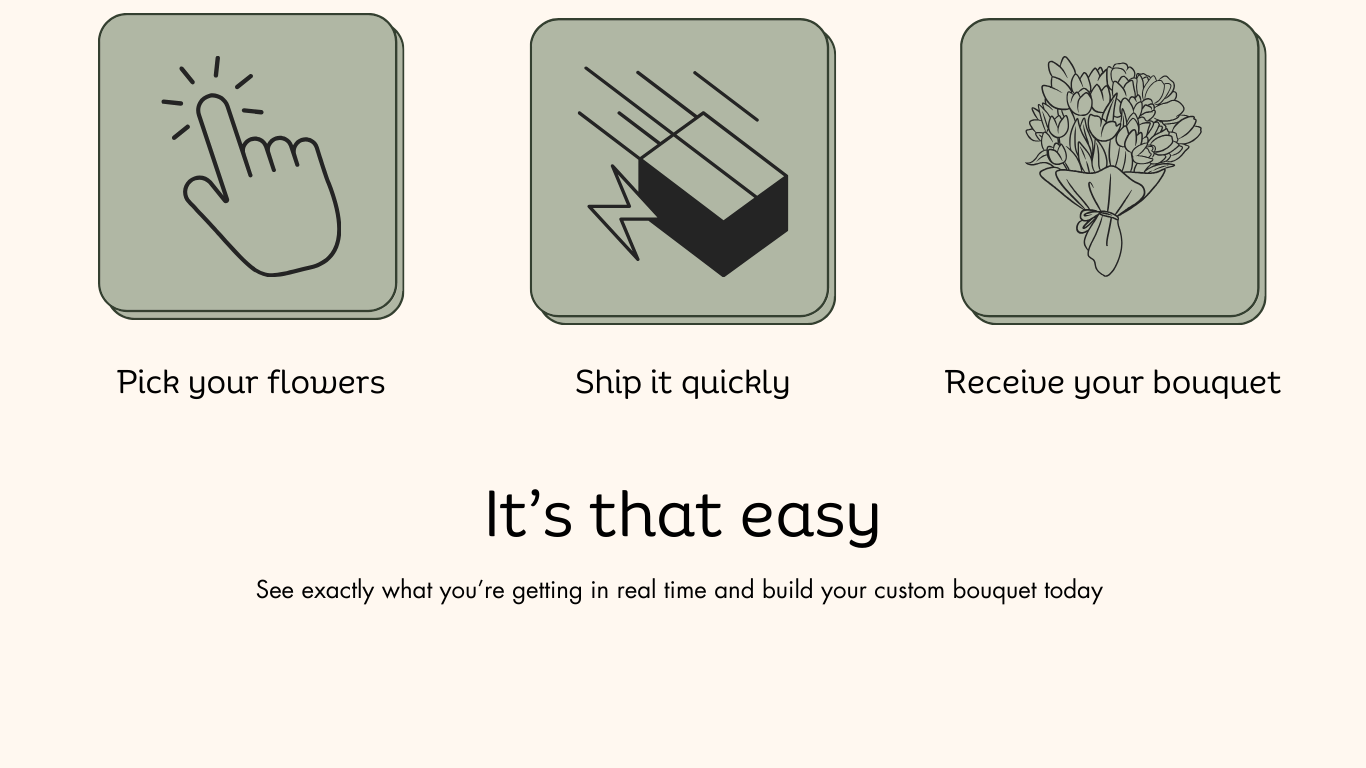 Pick your flowers
Ship it quickly
Receive your bouquet
It’s that easy
See exactly what you’re getting in real time and build your custom bouquet today